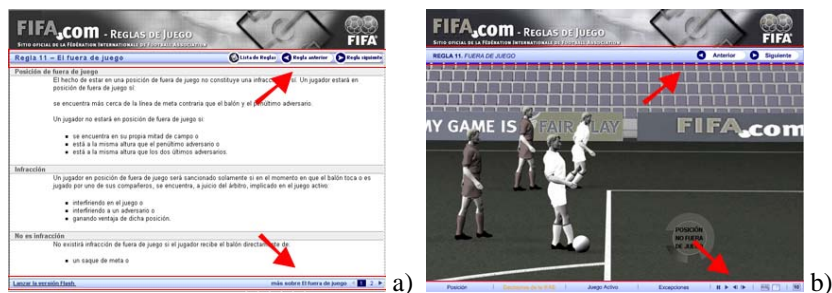 FIFA.com - REGLAS DE JUEGO
SITIO OFICIAL DE LA FÉDÉRATION INTERNATIONALE DE FOOTBALL ASSOCIATION
FIFA
Regla 11 – El fuera de juego
Lista de Reglas
Regla anterior
Regla siguiente
Posición de fuera de juego
El hecho de estar en una posición de fuera de juego no constituye una infracción en sí. Un jugador estará en
posición de fuera de juego si:
se encuentra más cerca de la línea de meta contraria que el balón y el penúltimo adversario.
Un jugador no estará en posición de fuera de juego si:
• se encuentra en su propia mitad de campo o
• está a la misma altura que el penúltimo adversario o
• está a la misma altura que los dos últimos adversarios.
Infracción
Un jugador en posición de fuera de juego será sancionado solamente si en el momento en que el balón toca o es
jugado por uno de sus compañeros, se encuentra, a juicio del árbitro, implicado en el juego activo:
• interfiriendo en el juego o
• interfiriendo a un adversario o
• ganando ventaja de dicha posición.
No es infracción
No existirá infracción de fuera de juego si el jugador recibe el balón directamente de:
• un saque de meta o
Lanzar la versión Flash.
más sobre El fuera de juego
1 2
a)
FIFA.com - REGLAS DE JUEGO
SITIO OFICIAL DE LA FÉDÉRATION INTERNATIONALE DE FOOTBALL ASSOCIATION
FIFA
REGLA 11. FUERA DE JUEGO
Anterior
Siguiente
MY GAME IS FAIR PLAY
FIFA.com
POSICIÓN
NO FUERA
DE JUEGO
Posición
Juego Activo
Excepciones
b)